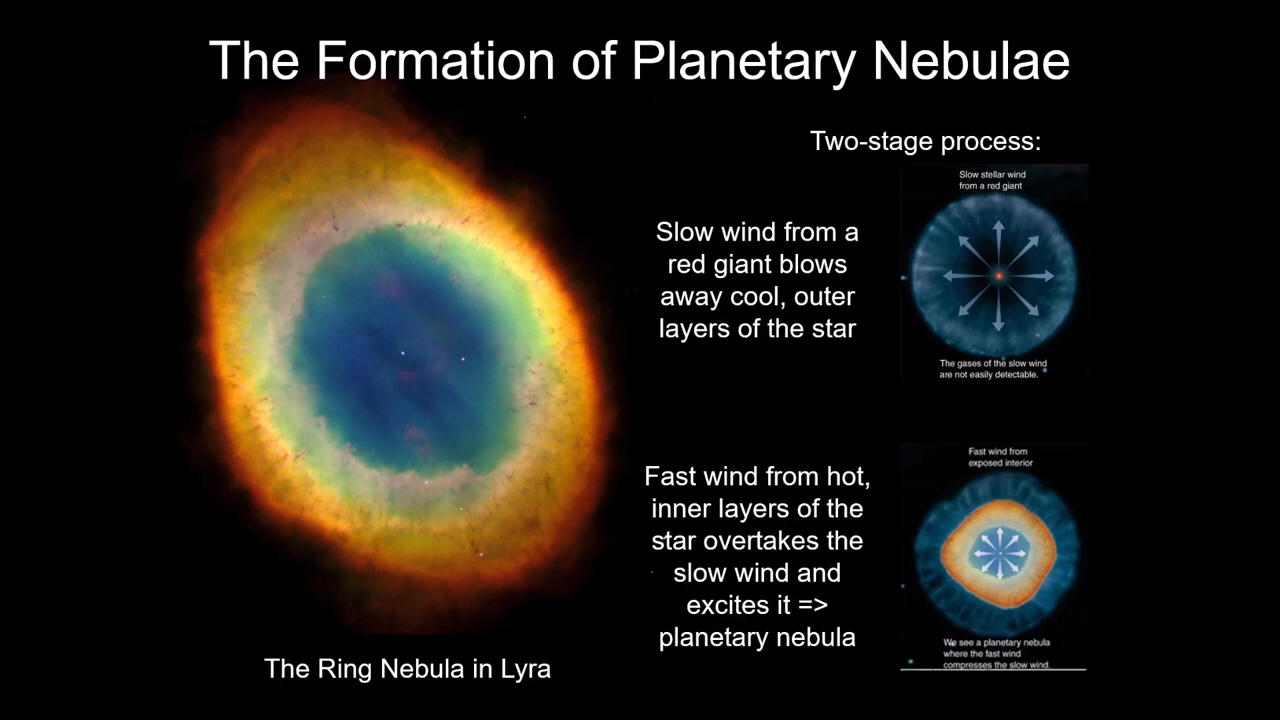 The Formation of Planetary Nebulae
Two-stage process:
Slow wind from a
red giant blows
away cool, outer
layers of the star
Slow stellar wind
from a red giant
The gases of the slow wind
are not easily detectable.
Fast wind from hot,
inner layers of the
star overtakes the
slow wind and
excites it =>
planetary nebula
Fast wind from
exposed interior
We see a planetary nebula
where the fast wind
compresses the slow wind.
The Ring Nebula in Lyra